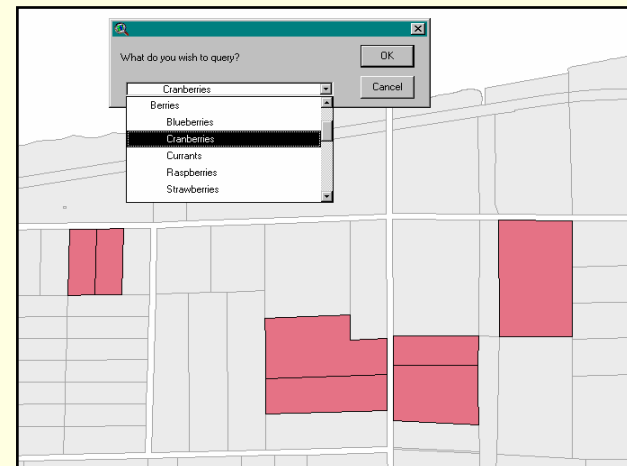 What do you wish to query?
OK
Cancel
Cranberries
Berries
Blueberries
Cranberries
Currants
Raspberries
Strawberries